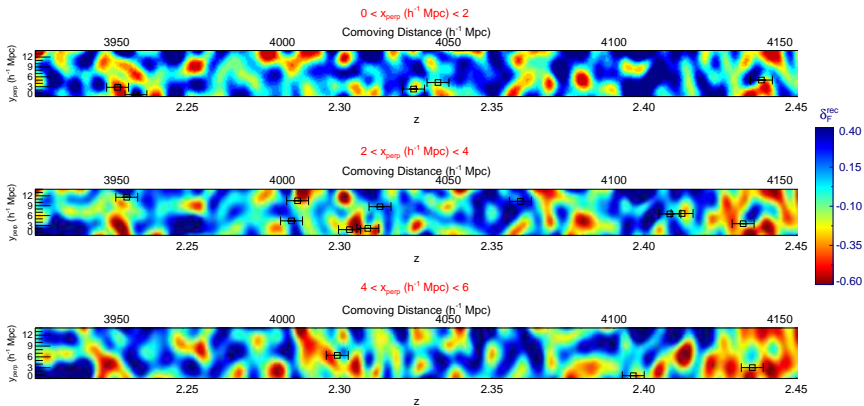 0 < x_perp (h^-1 Mpc) < 2
Comoving Distance (h^-1 Mpc)
3950 4000 4050 4100 4150
y_perp (h^-1 Mpc)
12
9
6
3
0
2.25 2.30 2.35 2.40 2.45
z
2 < x_perp (h^-1 Mpc) < 4
Comoving Distance (h^-1 Mpc)
3950 4000 4050 4100 4150
y_perp (h^-1 Mpc)
12
9
6
3
0
2.25 2.30 2.35 2.40 2.45
z
4 < x_perp (h^-1 Mpc) < 6
Comoving Distance (h^-1 Mpc)
3950 4000 4050 4100 4150
y_perp (h^-1 Mpc)
12
9
6
3
0
2.25 2.30 2.35 2.40 2.45
z
δ_F^rec
0.40
0.15
-0.10
-0.35
-0.60